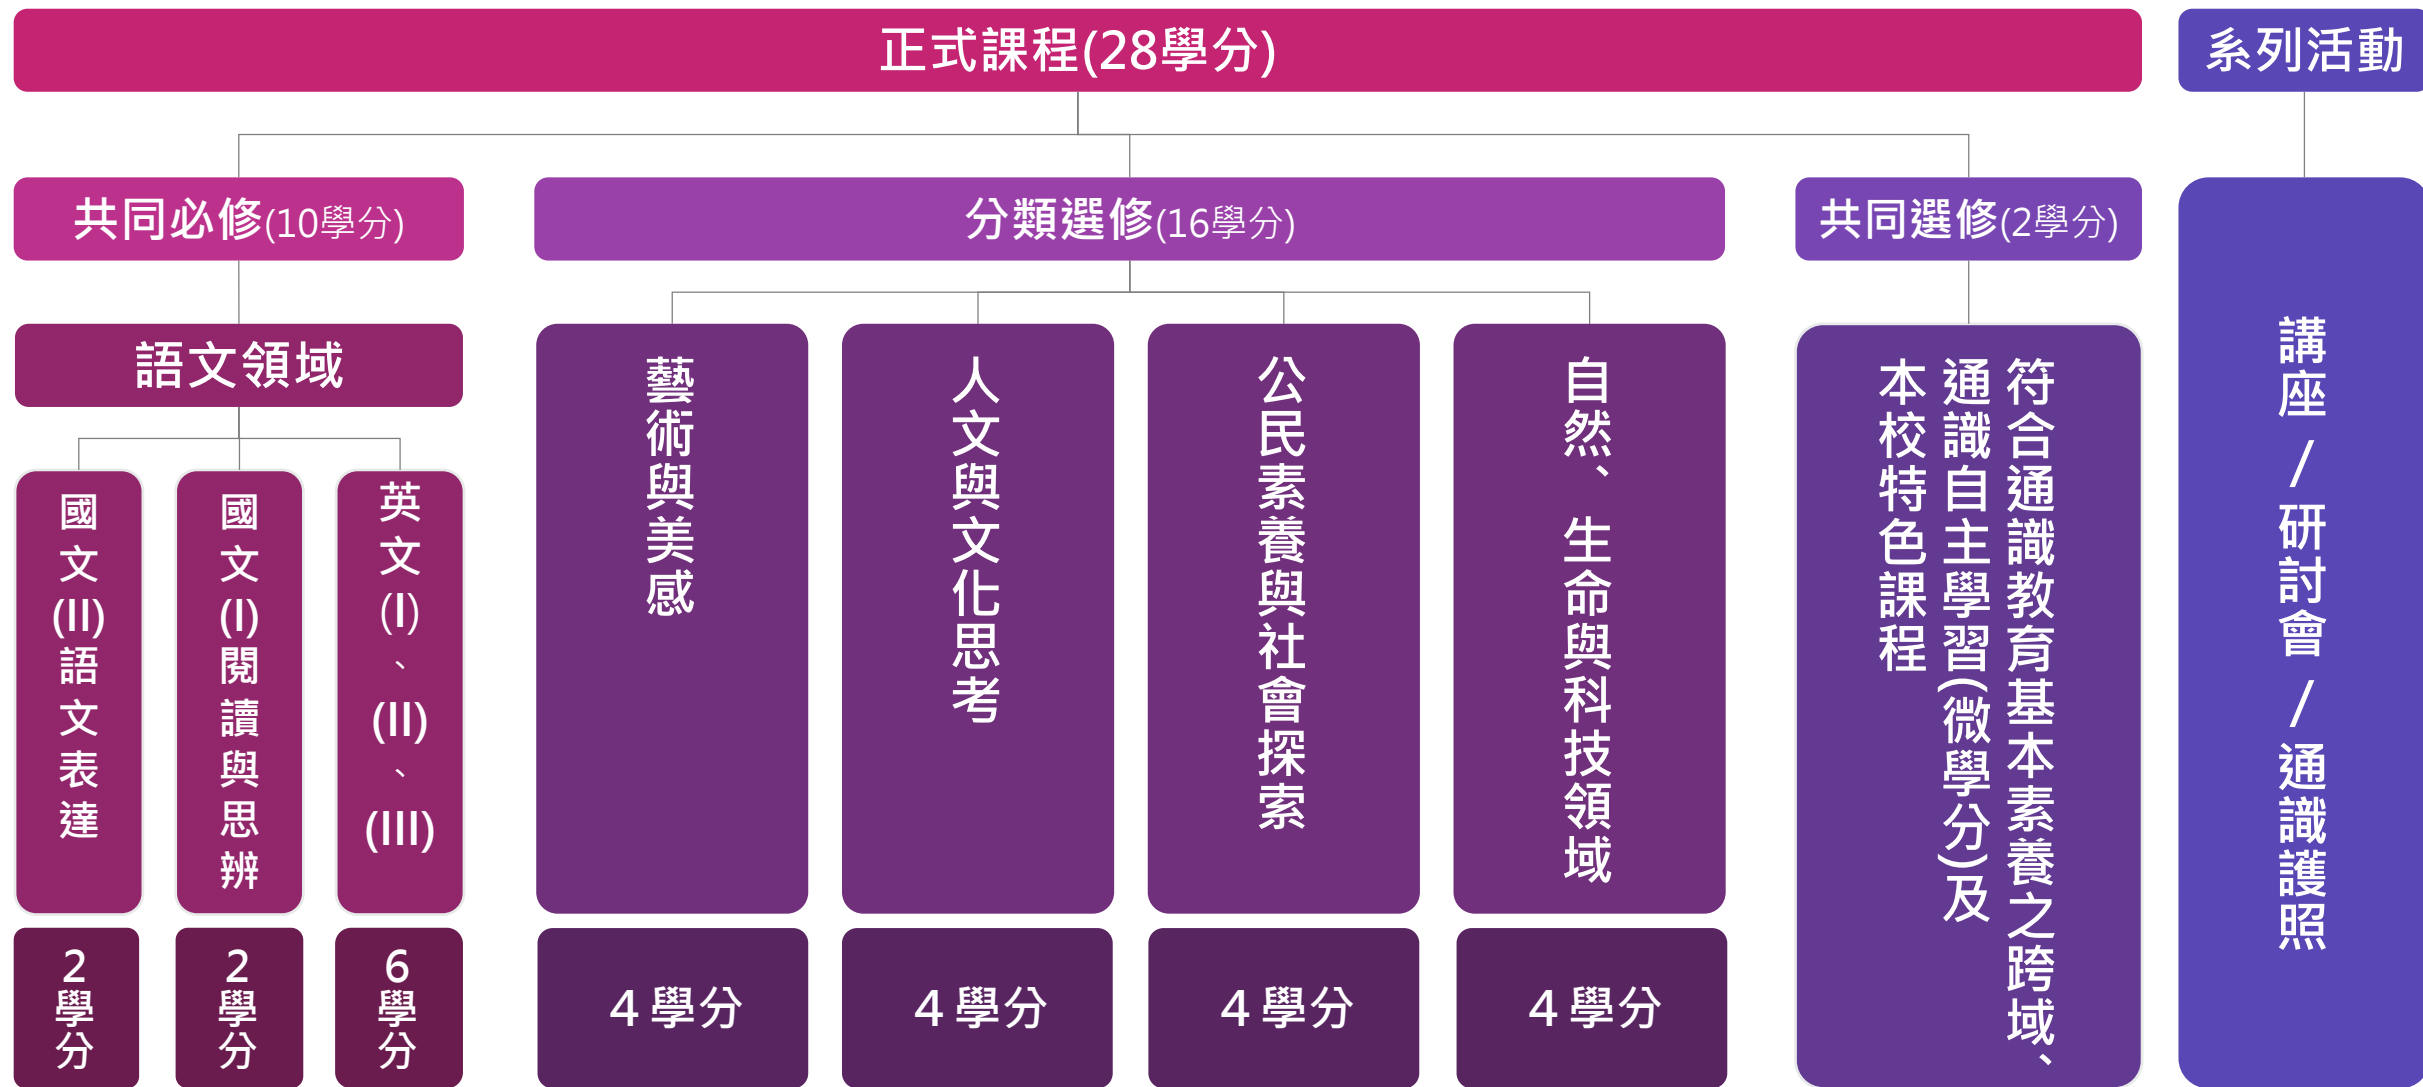 正式課程(28學分)
系列活動
共同必修(10學分)
分類選修(16學分)
共同選修(2學分)
語文領域
國文(II)語文表達
國文(I)閱讀與思辨
英文(I)、(II)、(III)
藝術與美感
人文與文化思考
公民素養與社會探索
自然、生命與科技領域
符合通識教育基本素養之跨域、
通識自主學習(微學分)及
本校特色課程
講座/研討會/通識護照
2學分
2學分
6學分
4學分
4學分
4學分
4學分